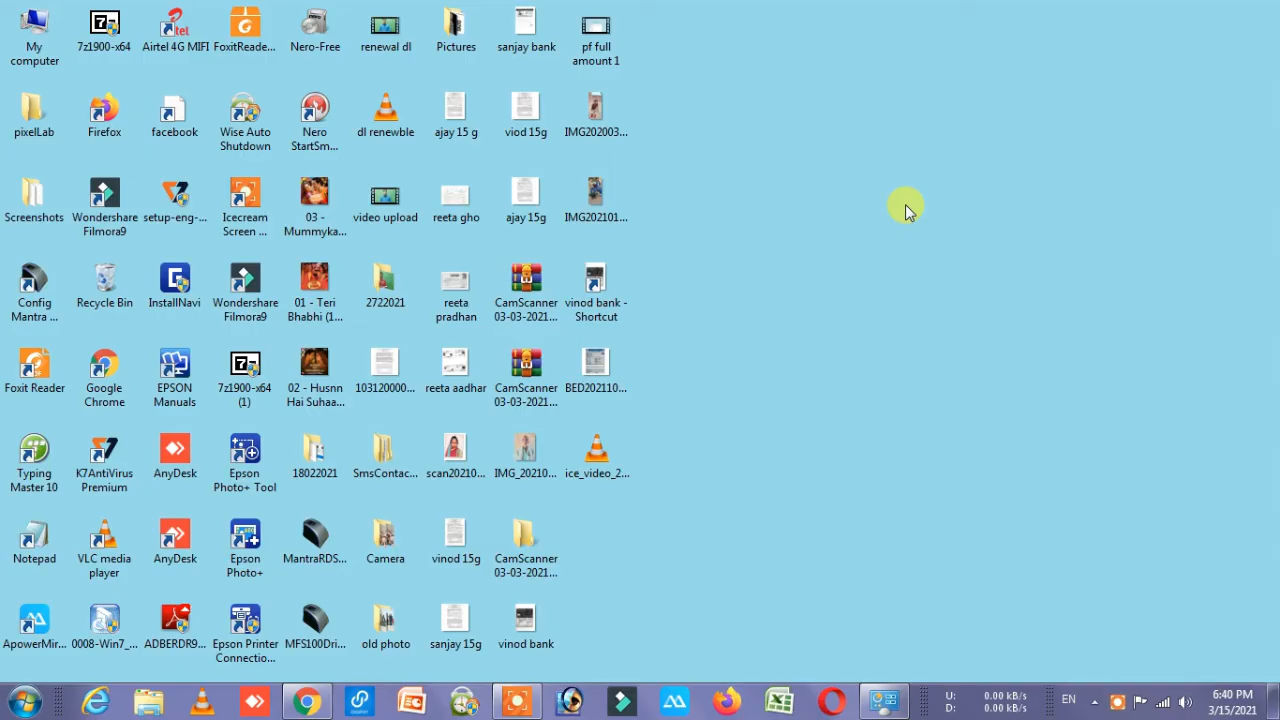 My
computer
7z1900-x64
Airtel 4G MIFI
FoxitReade...
Nero-Free
renewal dl
Pictures
sanjay bank
pf full
amount 1
pixelLab
Firefox
facebook
Wise Auto
Shutdown
Nero
StartSm...
dl renewble
ajay 15 g
viod 15g
IMG202003...
Screenshots
Wondershare
Filmora9
setup-eng-...
Icecream
Screen ...
03 -
Mummyka...
video upload
reeta gho
ajay 15g
IMG202101...
Config
Mantra ...
Recycle Bin
InstallNavi
Wondershare
Filmora9
01 - Teri
Bhabhi (1...
2722021
reeta
pradhan
CamScanner
03-03-2021...
vinod bank -
Shortcut
Foxit Reader
Google
Chrome
EPSON
Manuals
7z1900-x64
(1)
02 - Husnn
Hai Suhaa...
103120000...
reeta aadhar
CamScanner
03-03-2021...
BED202110...
Typing
Master 10
K7AntiVirus
Premium
AnyDesk
Epson
Photo+ Tool
18022021
SmsContac...
scan20210...
IMG_20210...
ice_video_2...
Notepad
VLC media
player
AnyDesk
Epson
Photo+
MantraRDS...
Camera
vinod 15g
CamScanner
03-03-2021...
ApowerMir...
0008-Win7_...
ADBERDR9...
Epson Printer
Connectio...
MFS100Dri...
old photo
sanjay 15g
vinod bank
U: 0.00 kB/s
D: 0.00 kB/s
EN
6:40 PM
3/15/2021